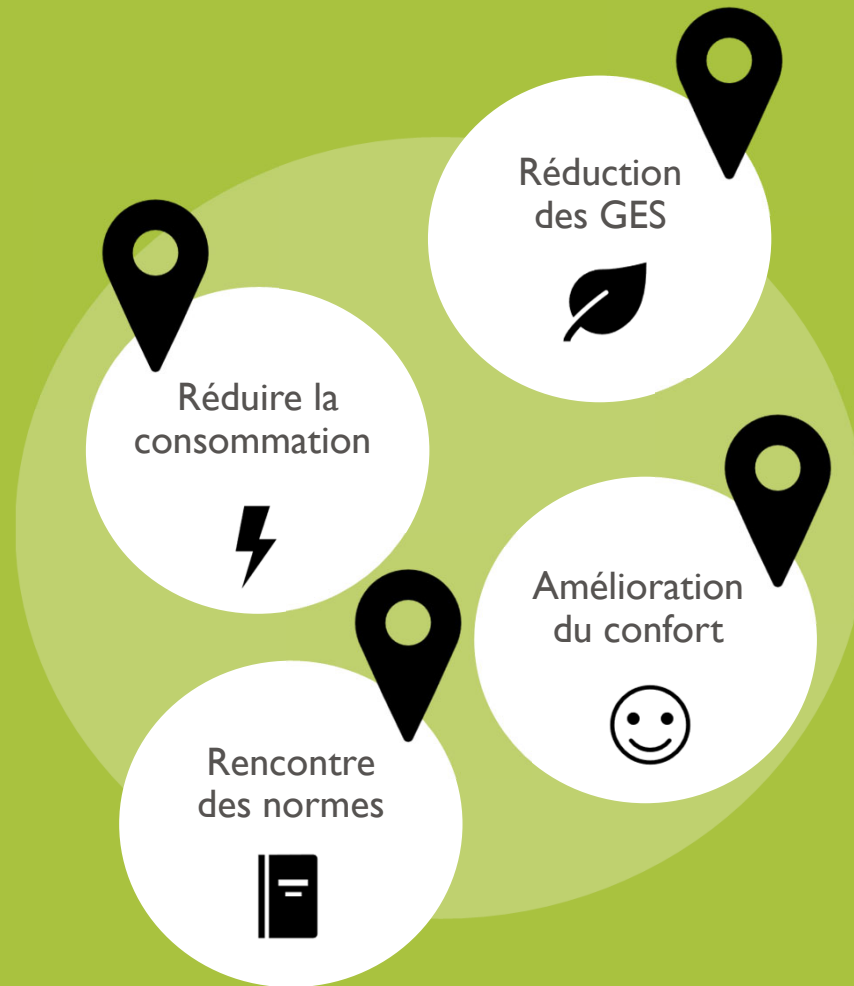 Réduction
des GES
Réduire la
consommation
Amélioration
du confort
Rencontre
des normes